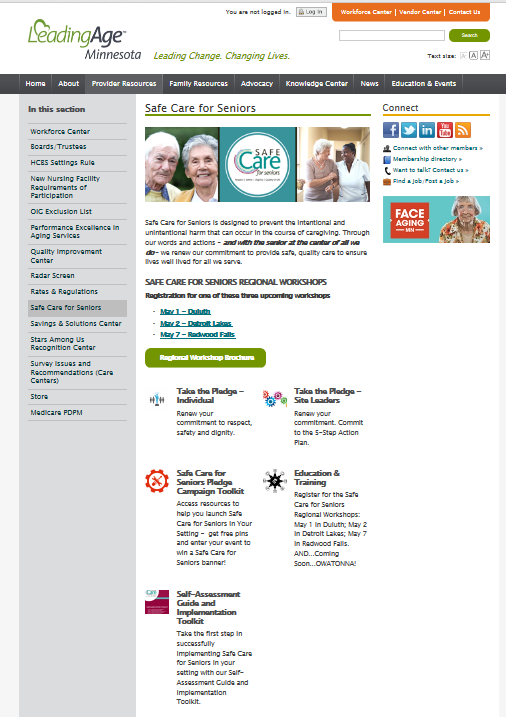 You are not logged in. Log In
Workforce Center | Vendor Center | Contact Us
LeadingAge™
Minnesota
Leading Change. Changing Lives.
Search
Text size: A A A+
Home About Provider Resources Family Resources Advocacy Knowledge Center News Education & Events
In this section
Workforce Center
Boards/Trustees
HCBS Settings Rule
New Nursing Facility
Requirements of
Participation
OIG Exclusion List
Performance Excellence in
Aging Services
Quality Improvement
Center
Radar Screen
Rates & Regulations
Safe Care for Seniors
Savings & Solutions Center
Stars Among Us
Recognition Center
Survey Issues and
Recommendations (Care
Centers)
Store
Medicare PDPM
Safe Care for Seniors
SAFE
Care
for seniors
Safe Care for Seniors is designed to prevent the intentional and
unintentional harm that can occur in the course of caregiving. Through
our words and actions - and with the senior at the center of all we
do - we renew our commitment to provide safe, quality care to ensure
lives well lived for all we serve.
SAFE CARE FOR SENIORS REGIONAL WORKSHOPS
Registration for one of these three upcoming workshops
- May 1 - Duluth
- May 2 - Detroit Lakes
- May 7 - Redwood Falls
Regional Workshop Brochure
Take the Pledge -
Individual
Renew your
commitment to respect,
safety and dignity.
Take the Pledge -
Site Leaders
Renew your
commitment. Commit
to the 5-Step Action
Plan.
Safe Care for
Seniors Pledge
Campaign Toolkit
Access resources to
help you launch Safe
Care for Seniors in Your
Setting - get free pins
and enter your event to
win a Safe Care for
Seniors banner!
Education &
Training
Register for the Safe
Care for Seniors
Regional Workshops:
May 1 in Duluth; May 2
in Detroit Lakes; May 7
in Redwood Falls.
AND...Coming
Soon...OWATONNA!
Care
Self-Assessment
Guide and
Implementation
Toolkit
Take the first step in
successfully
implementing Safe Care
for Seniors in your
setting with our Self-
Assessment Guide and
Implementation
Toolkit.
Connect
You
Tube
Connect with other members »
Membership directory »
Want to talk? Contact us »
Find a Job/Post a Job »
FACE
AGING
MN